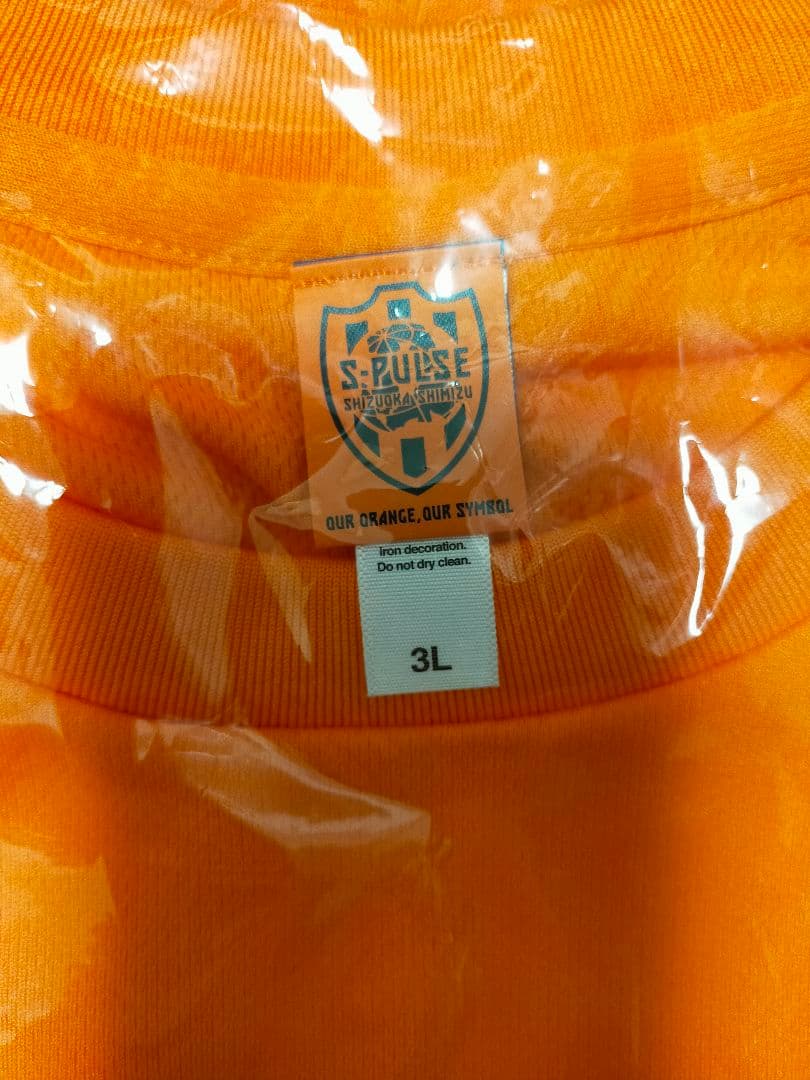 S-PULSE
SHIZUOKA SHIMIZU
OUR ORANGE, OUR SYMBOL
Iron decoration.
Do not dry clean.
3L